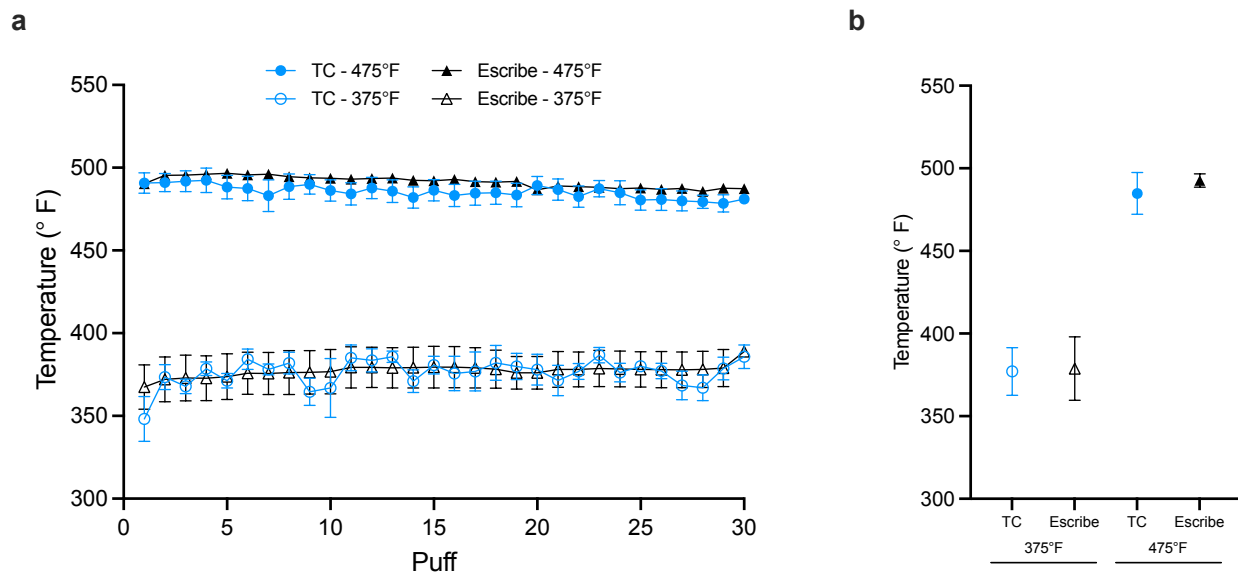 a
TC - 475°F Escribe - 475°F
TC - 375°F Escribe - 375°F
Temperature (° F)
550
500
450
400
350
300
0 5 10 15 20 25 30
Puff
b
Temperature (° F)
550
500
450
400
350
300
TC Escribe TC Escribe
375°F 475°F